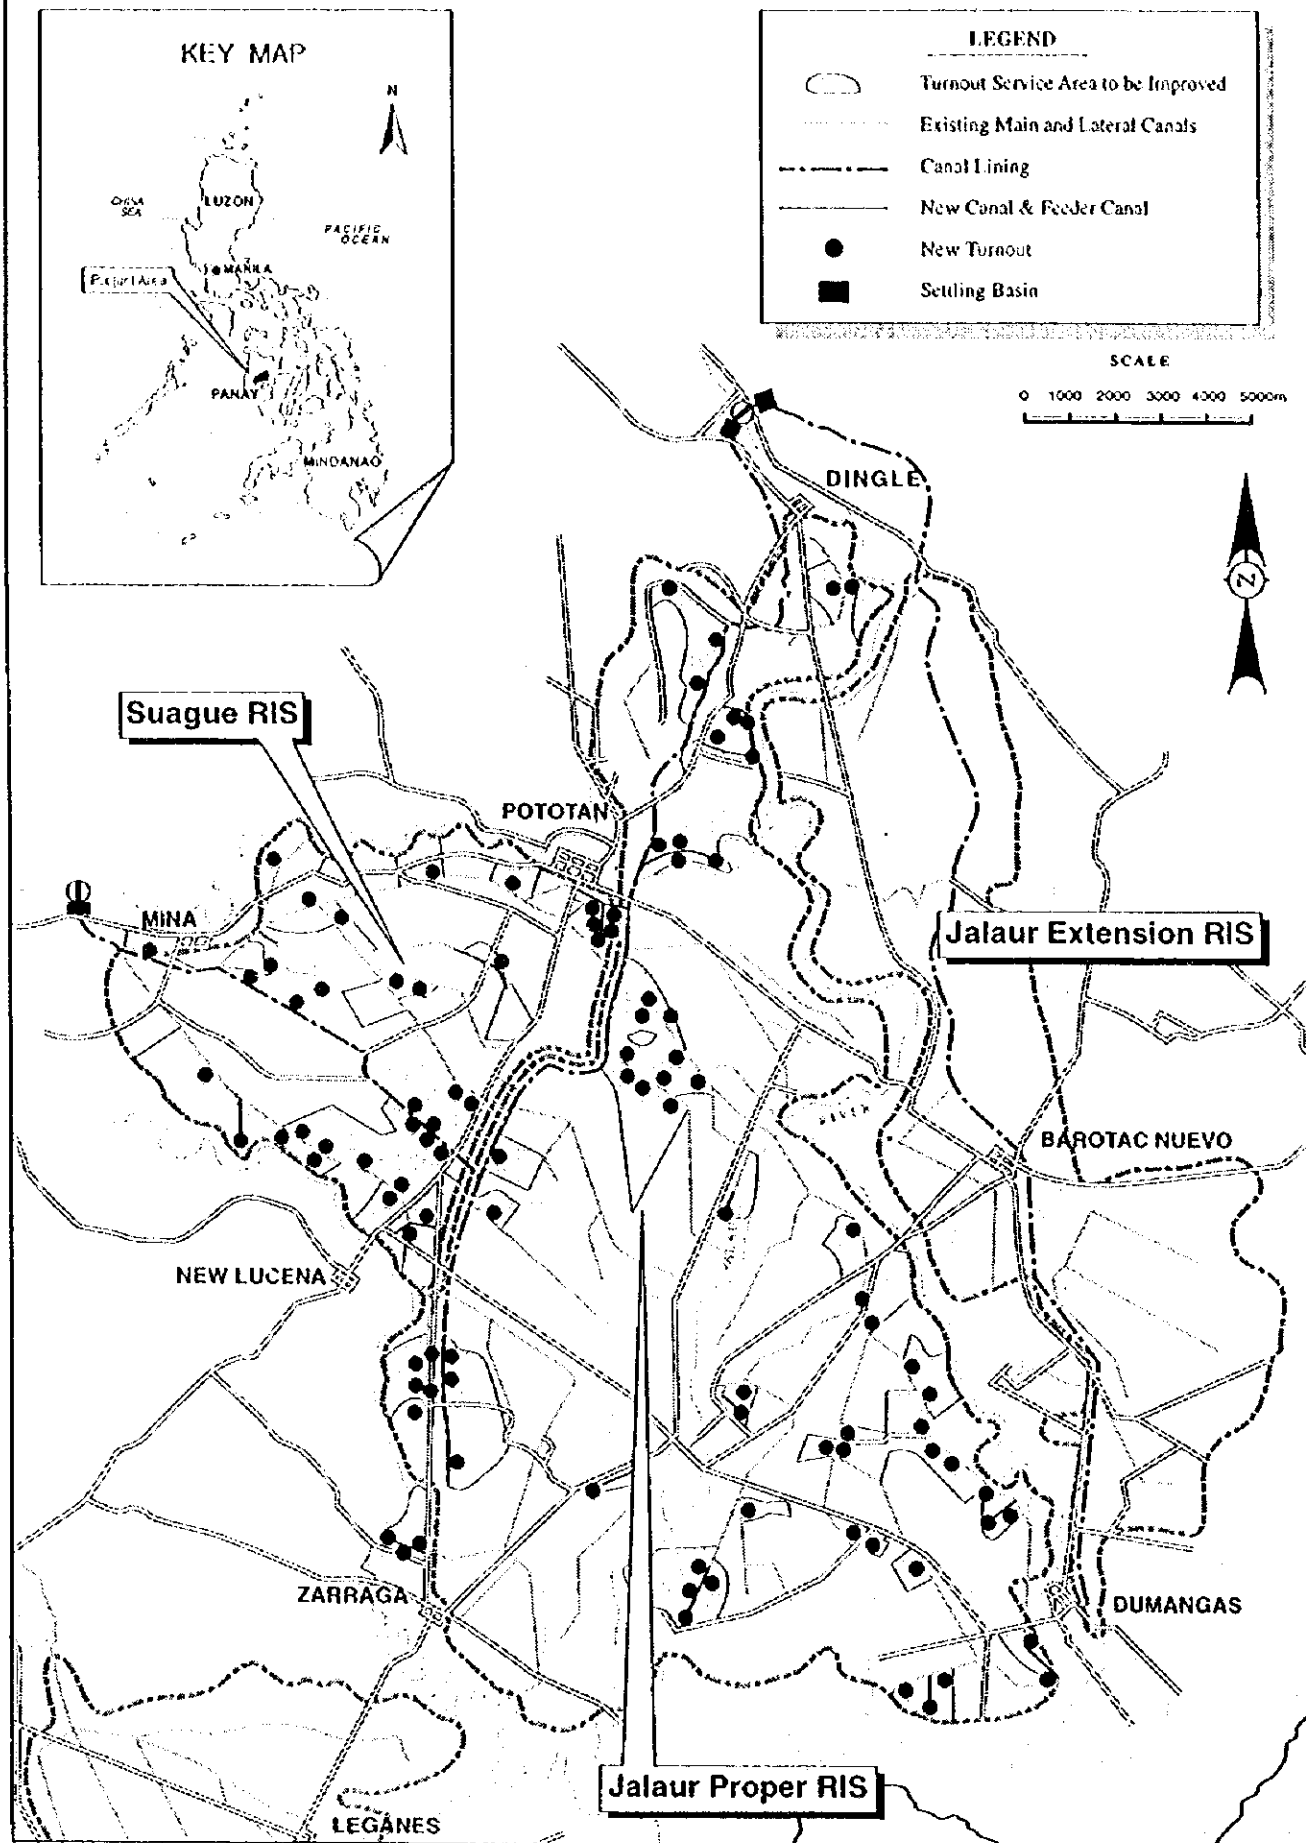 KEY MAP
N
CHINA
SEA
LUZON
PACIFIC
OCEAN
MANILA
Project Area
PANAY
MINDANAO
LEGEND
Turnout Service Area to be Improved
Existing Main and Lateral Canals
Canal Lining
New Canal & Feeder Canal
New Turnout
Settling Basin
SCALE
0 1000 2000 3000 4000 5000m
DINGLE
Z
Suague RIS
POTOTAN
MINA
Jalaur Extension RIS
RIVER
BAROTAC NUEVO
NEW LUCENA
ZARRAGA
DUMANGAS
Jalaur Proper RIS
LEGANES